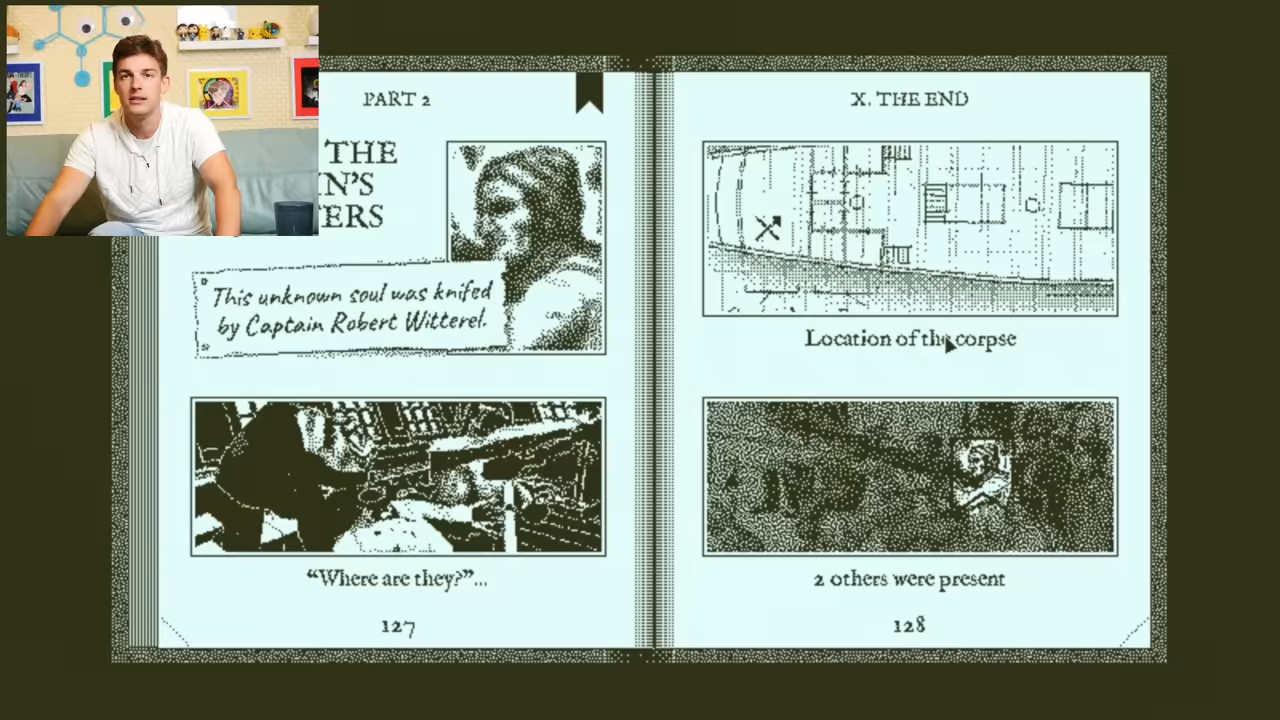 PART 2
X. THE END
THE
IN'S
ERS
This unknown soul was knifed
by Captain Robert Witterel.
Location of the corpse
"Where are they?"...
2 others were present
127
128